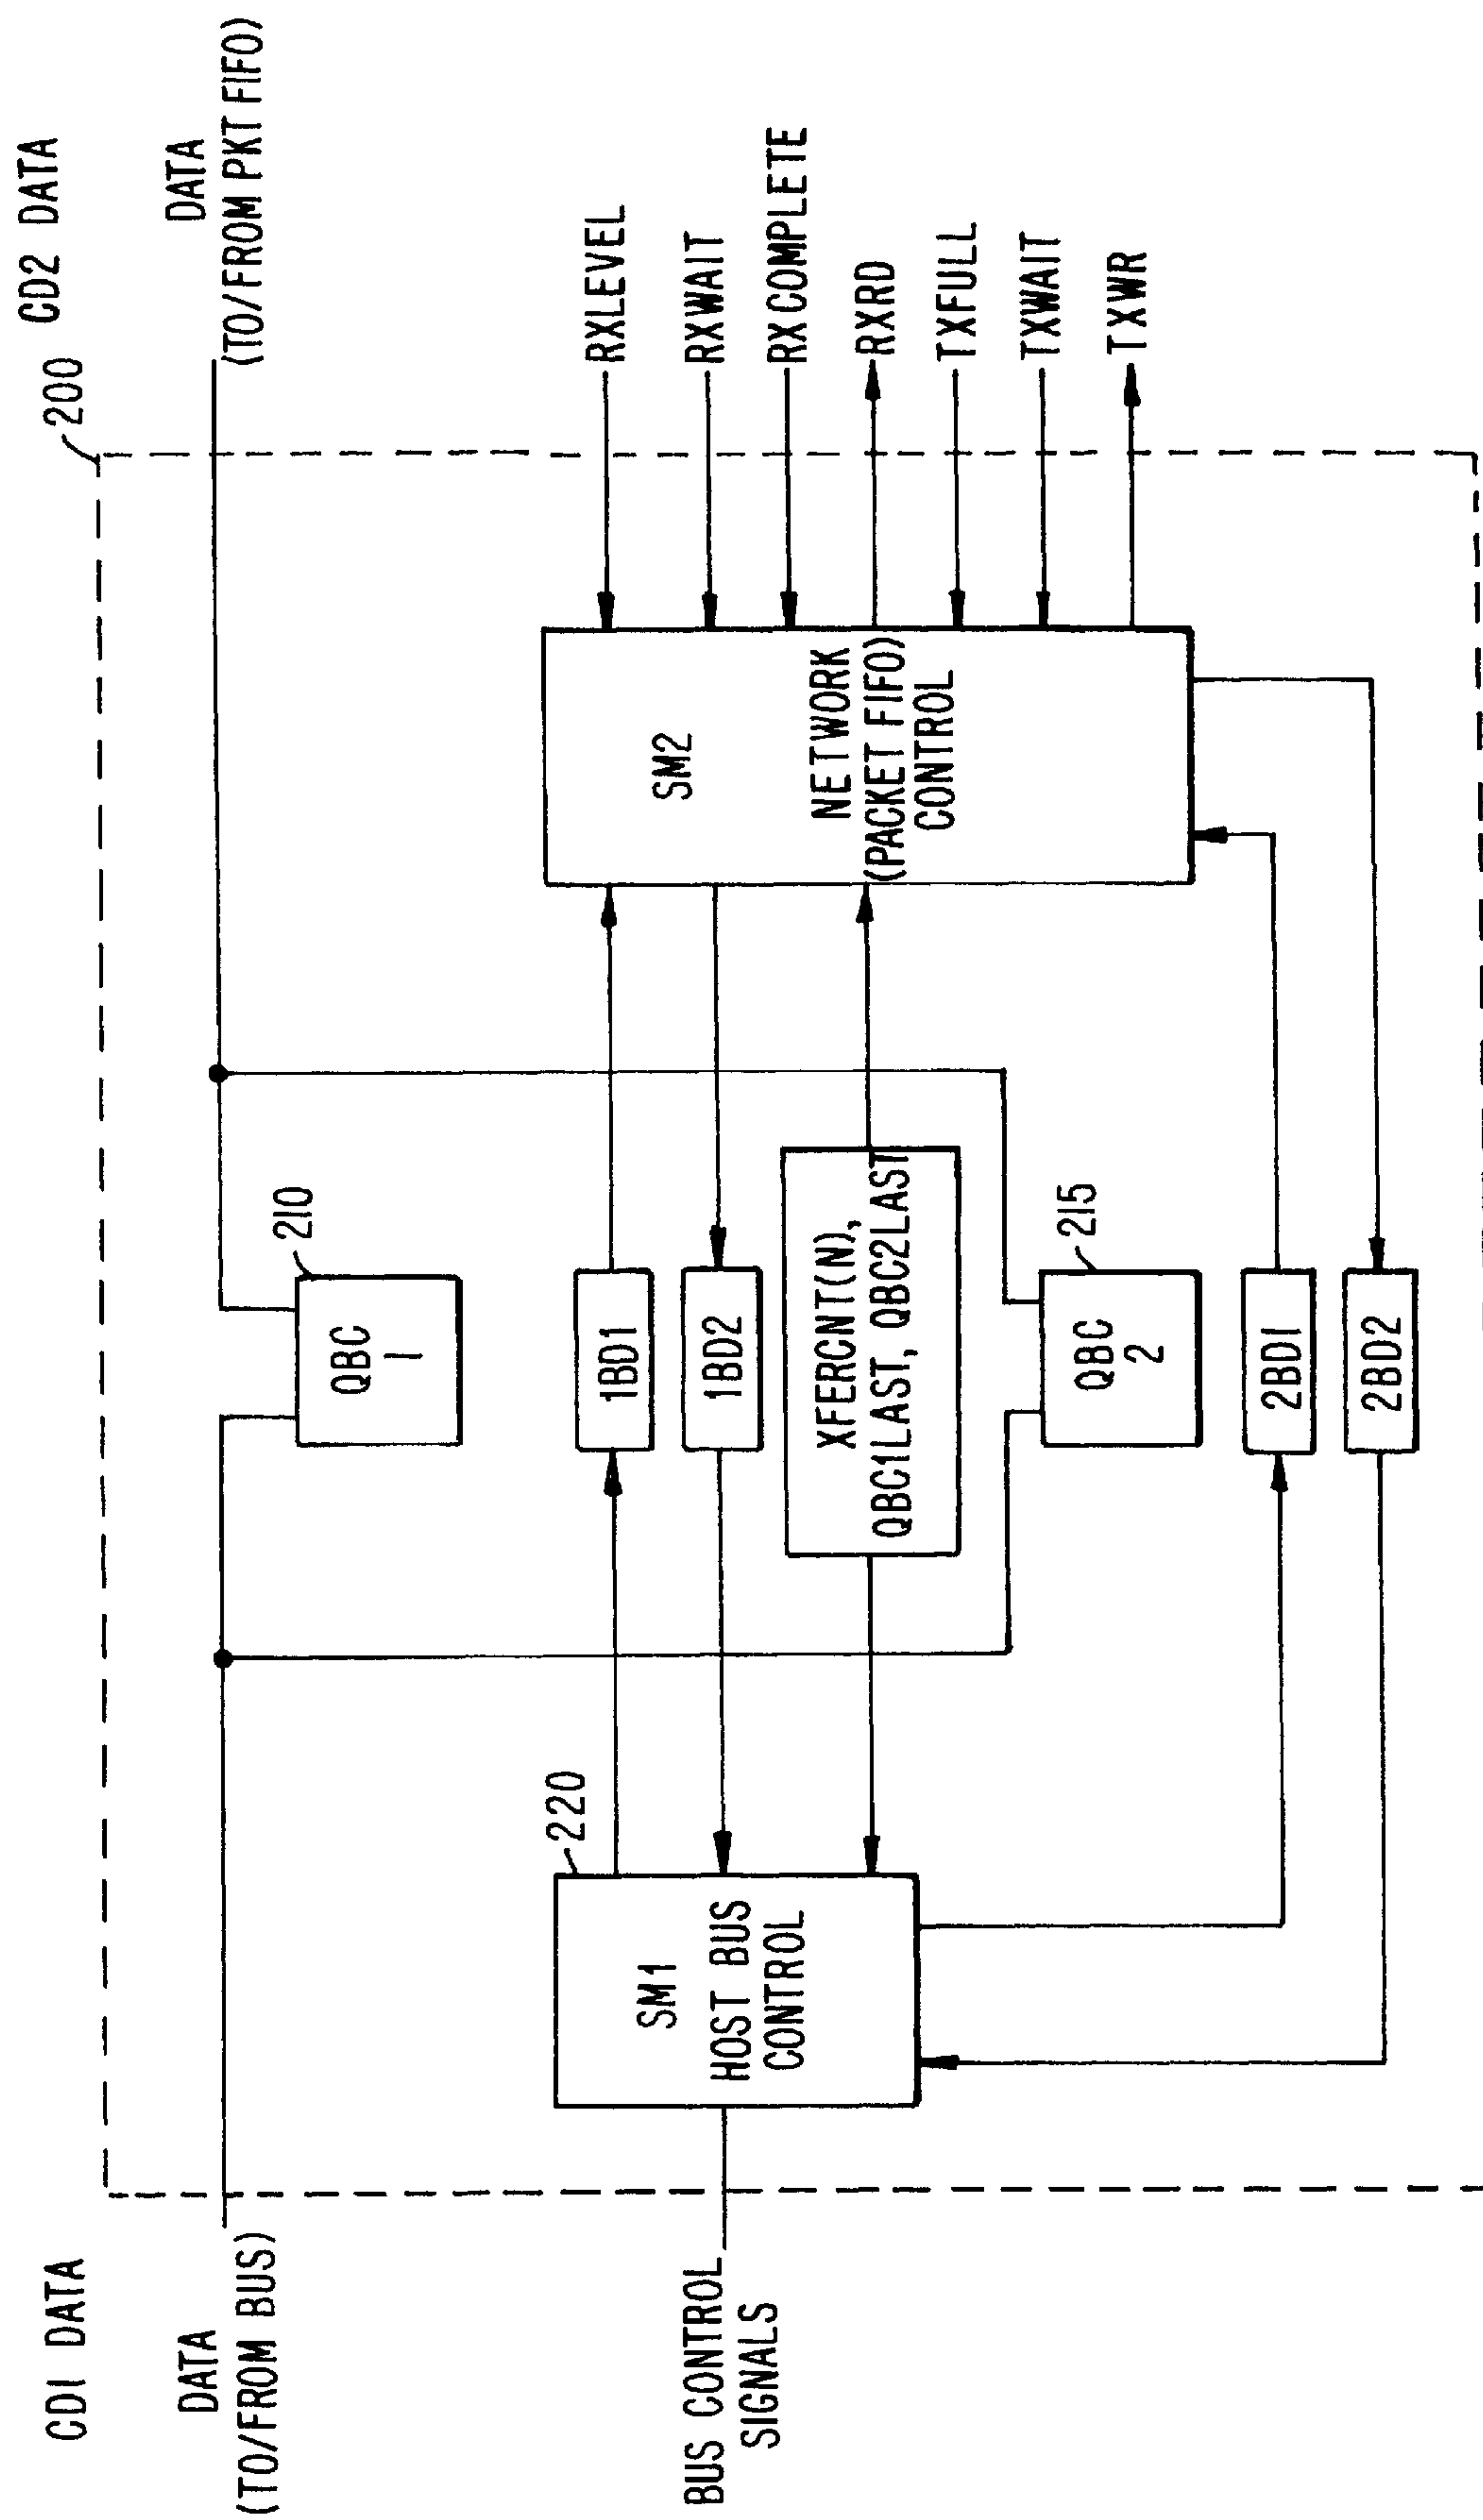 CD1 DATA
200
CD2 DATA
DATA
(TO/FROM BUS)
DATA
(TO/FROM PKT FIFO)
QBC
1
210
BUS CONTROL
SIGNALS
SM1
HOST BUS
CONTROL
220
1BD1
1BD2
XFERCNT(N),
QBC1LAST, QBC2LAST
QBC
2
215
2BD1
2BD2
SM2
NETWORK
(PACKET FIFO)
CONTROL
RXLEVEL
RXWAIT
RXCOMPLETE
RXRD
TXFULL
TXWAIT
TXWR